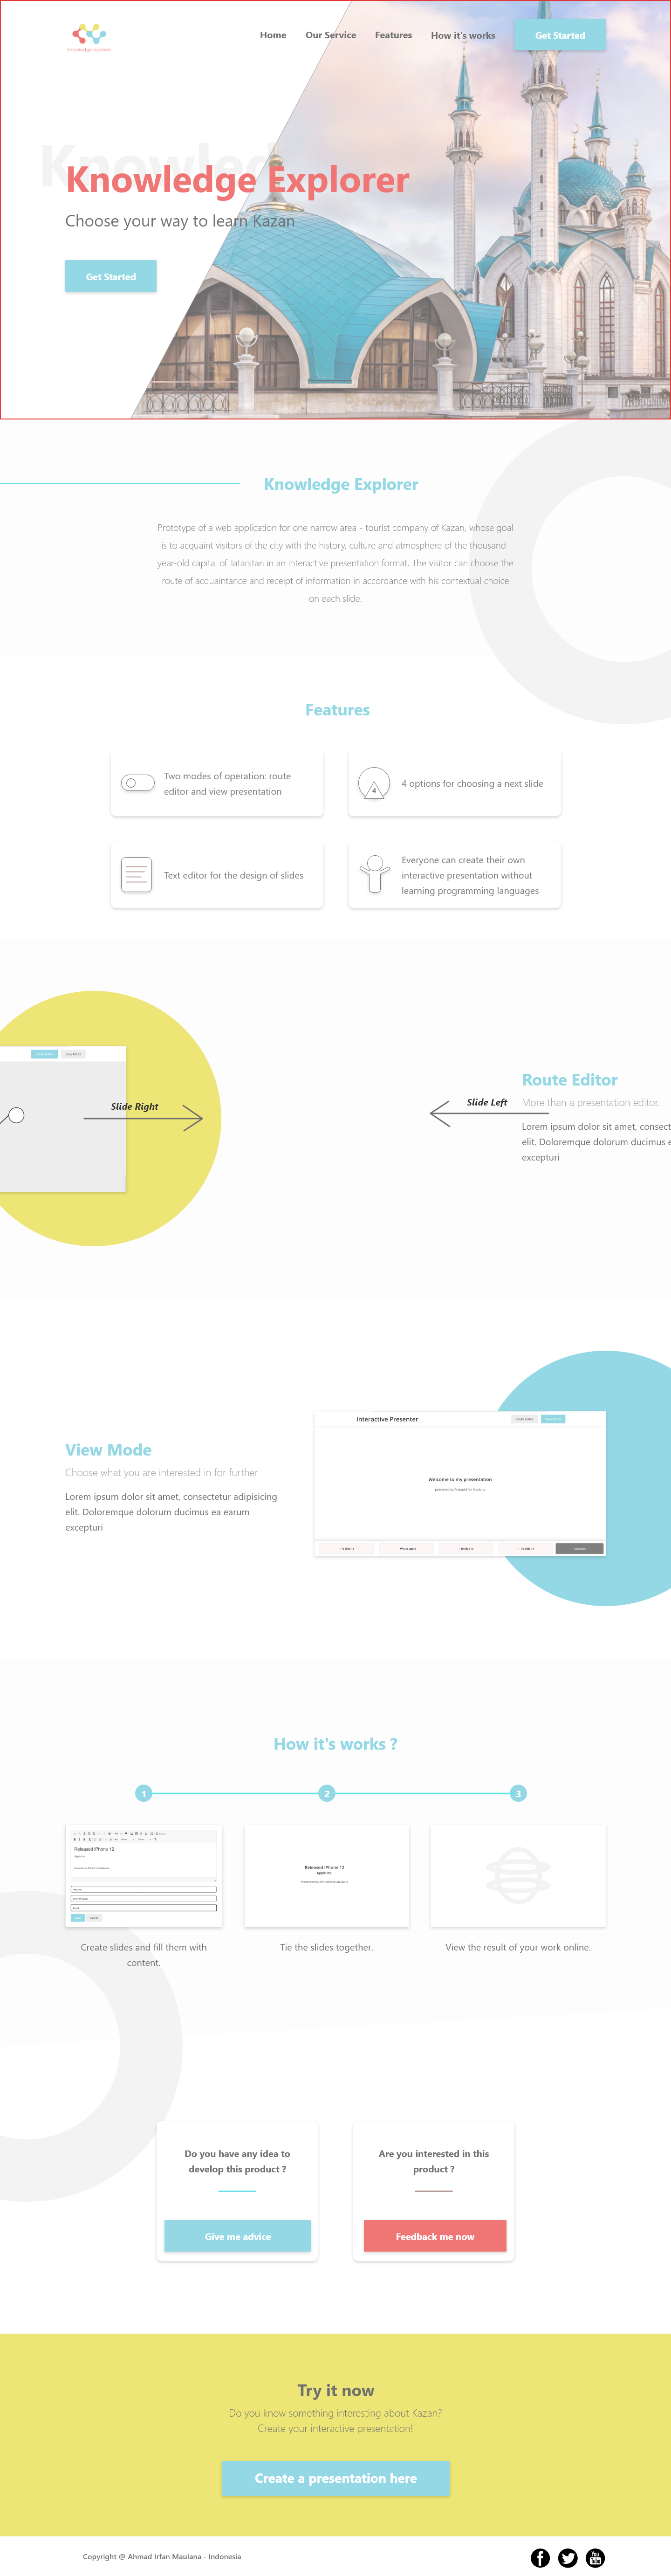 knowledge explorer
Home
Our Service
Features
How it's works
Get Started
Knowled
Knowledge Explorer
Choose your way to learn Kazan
Get Started
Knowledge Explorer
Prototype of a web application for one narrow area - tourist company of Kazan, whose goal
is to acquaint visitors of the city with the history, culture and atmosphere of the thousand-
year-old capital of Tatarstan in an interactive presentation format. The visitor can choose the
route of acquaintance and receipt of information in accordance with his contextual choice
on each slide.
Features
Two modes of operation: route
editor and view presentation
4
4 options for choosing a next slide
Text editor for the design of slides
Everyone can create their own
interactive presentation without
learning programming languages
Slide Right
Slide Left
Route Editor
More than a presentation editor.
Lorem ipsum dolor sit amet, consect
elit. Doloremque dolorum ducimus e
excepturi
View Mode
Choose what you are interested in for further
Lorem ipsum dolor sit amet, consectetur adipisicing
elit. Doloremque dolorum ducimus ea earum
excepturi
Interactive Presenter
Welcome to my presentation
How it's works ?
1
2
3
Released iPhone 12
Create slides and fill them with
content.
Released iPhone 12
Apple Inc.
Tie the slides together.
View the result of your work online.
Do you have any idea to
develop this product ?
Give me advice
Are you interested in this
product ?
Feedback me now
Try it now
Do you know something interesting about Kazan?
Create your interactive presentation!
Create a presentation here
Copyright @ Ahmad Irfan Maulana - Indonesia
You
Tube